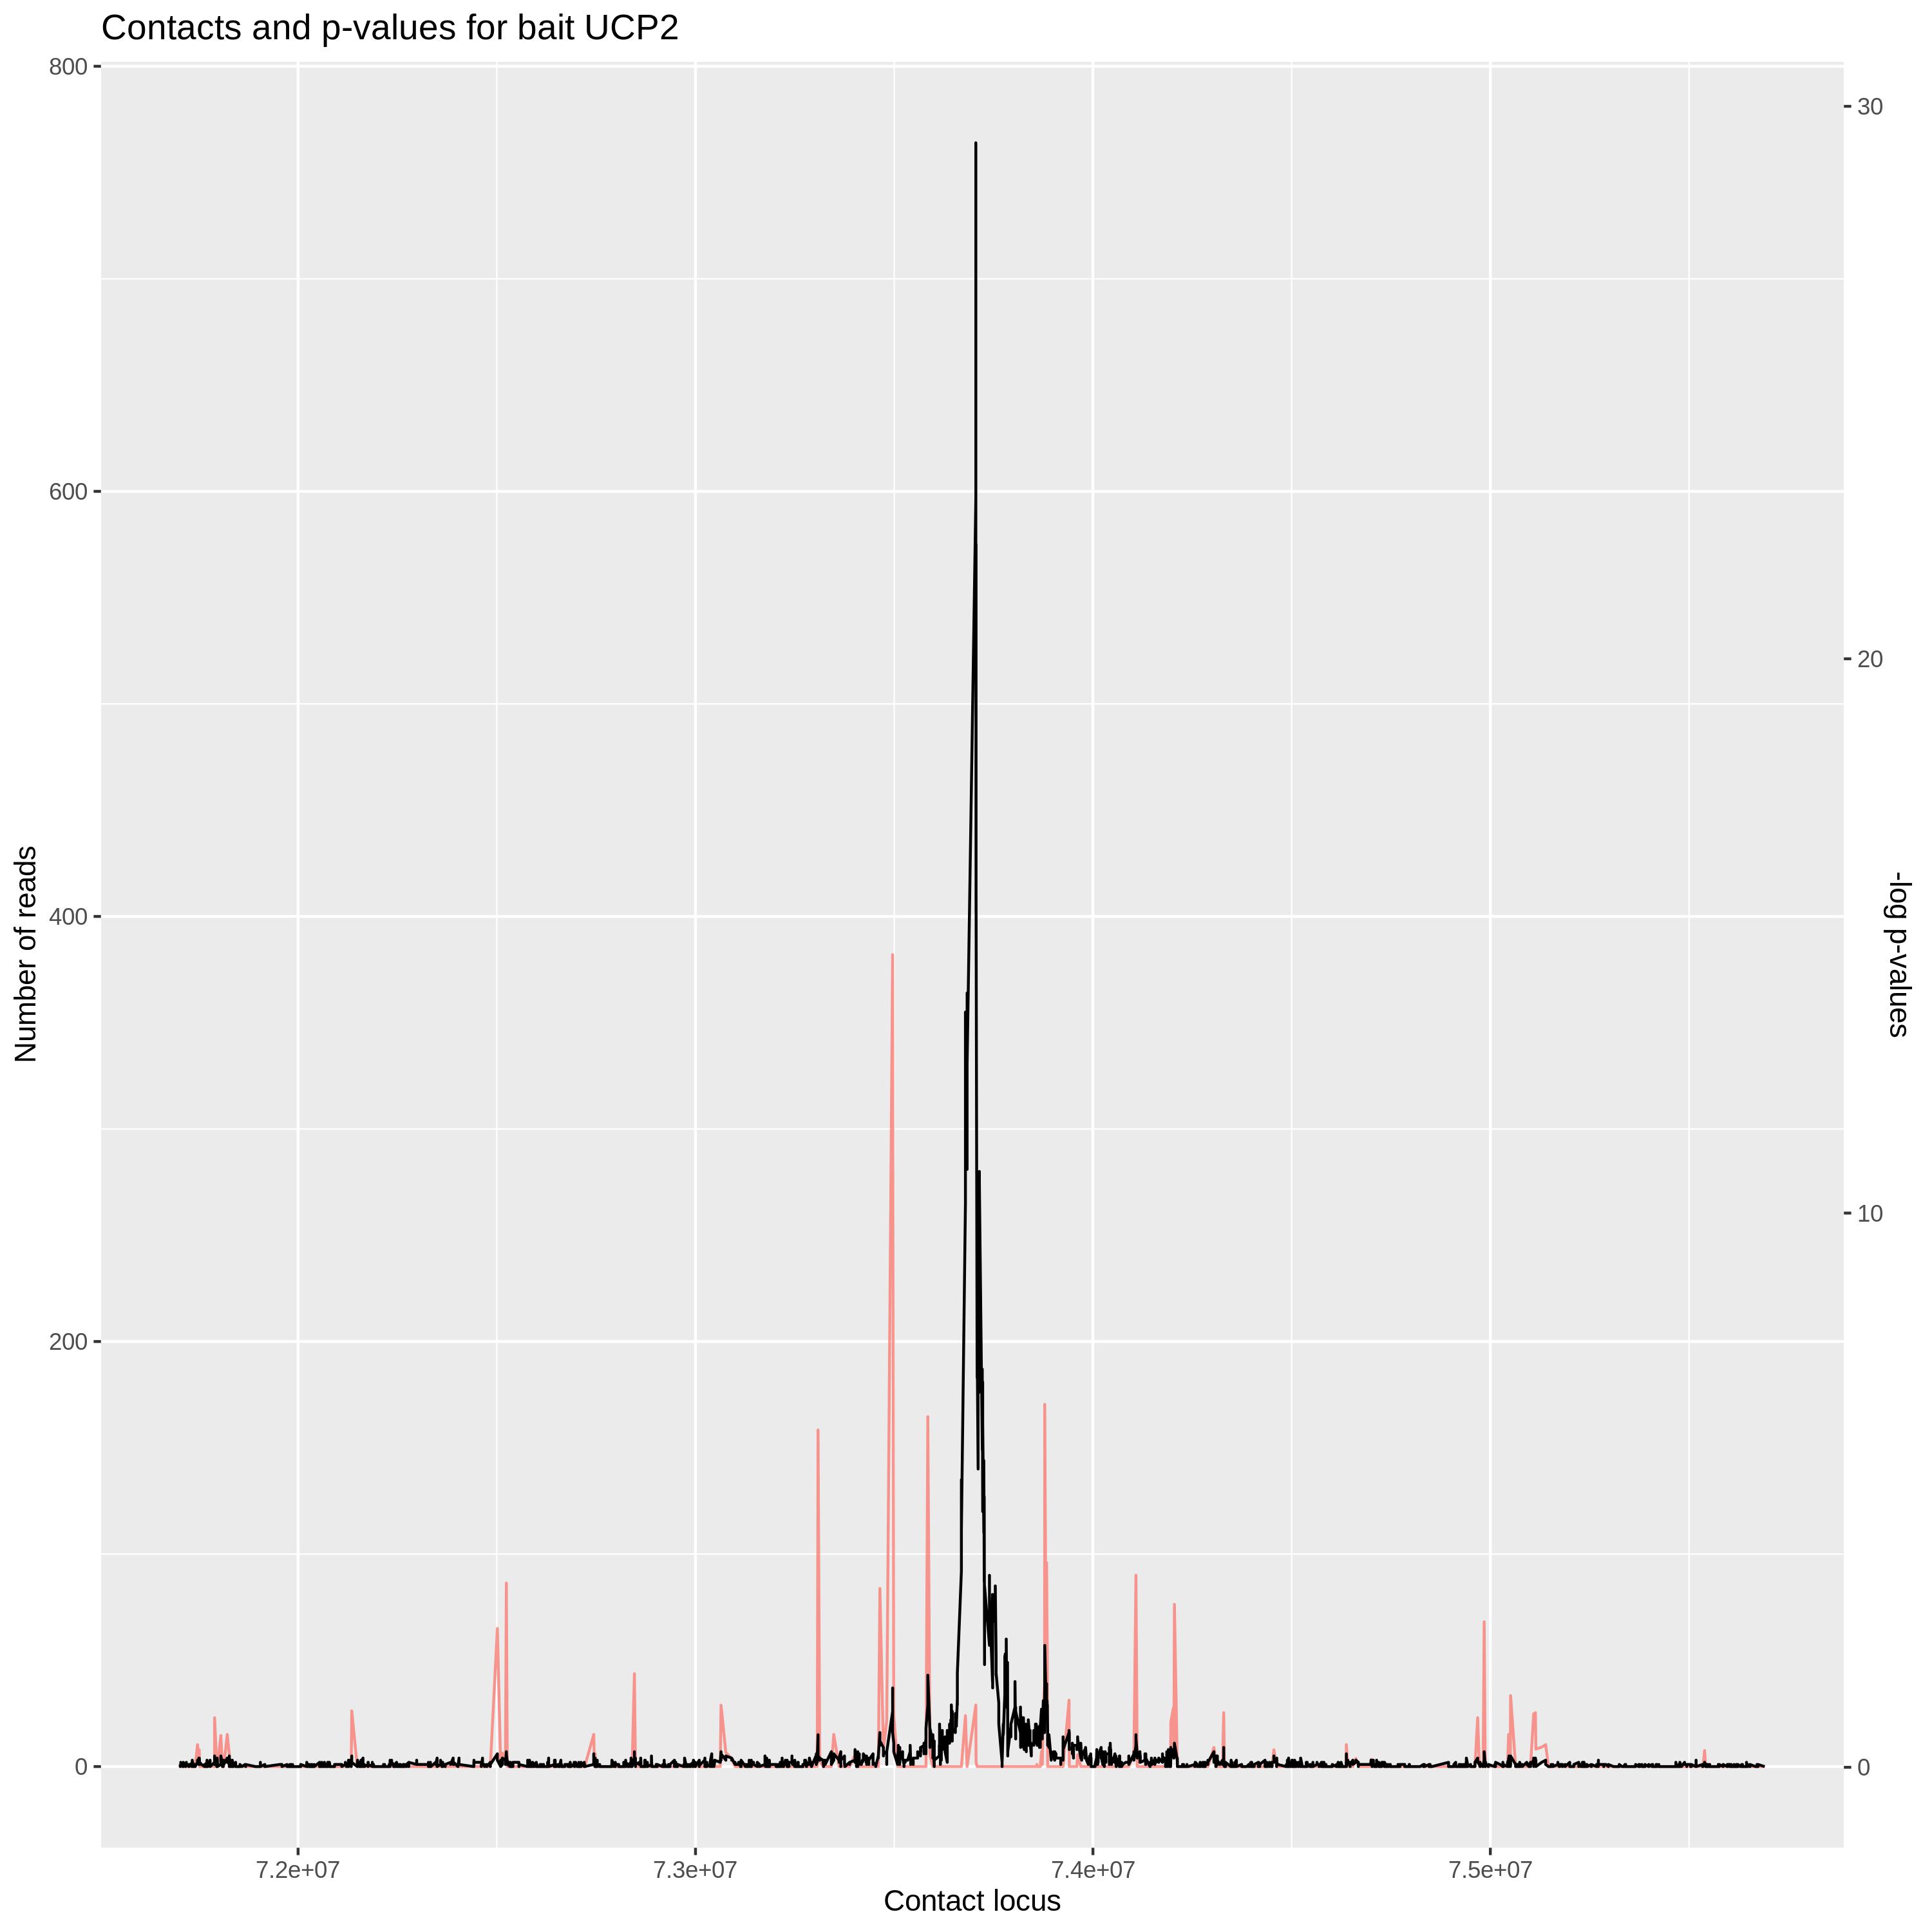 Contacts and p-values for bait UCP2
800
600
400
200
0
Number of reads
30
20
10
0
-log p-values
7.2e+07 7.3e+07 7.4e+07 7.5e+07
Contact locus